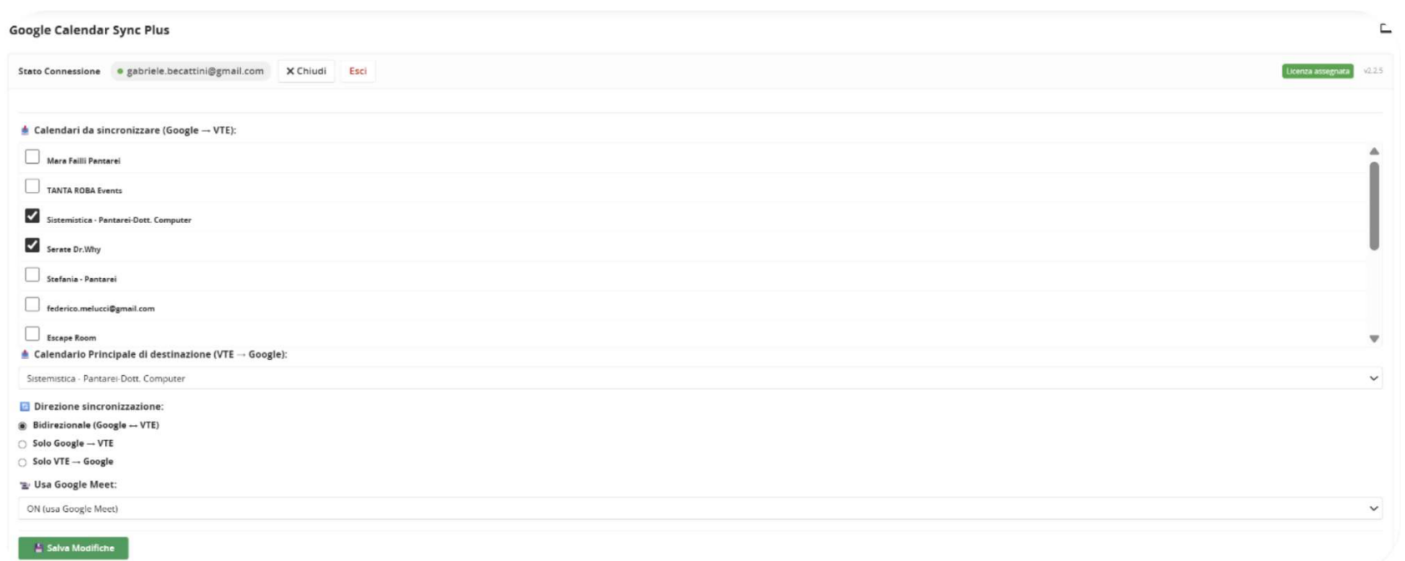 Google Calendar Sync Plus
Stato Connessione gabriele.becattini@gmail.com X Chiudi Esci Licenza assegnata v2.2.5
Calendari da sincronizzare (Google → VTE):
Mara Failli Pantarei
TANTA ROBA Events
Sistemistica - Pantarei-Dott. Computer
Serate Dr.Why
Stefania - Pantarei
federico.melucci@gmail.com
Escape Room
Calendario Principale di destinazione (VTE → Google):
Sistemistica - Pantarei-Dott. Computer
Direzione sincronizzazione:
Bidirezionale (Google ↔ VTE)
Solo Google → VTE
Solo VTE → Google
Usa Google Meet:
ON (usa Google Meet)
Salva Modifiche